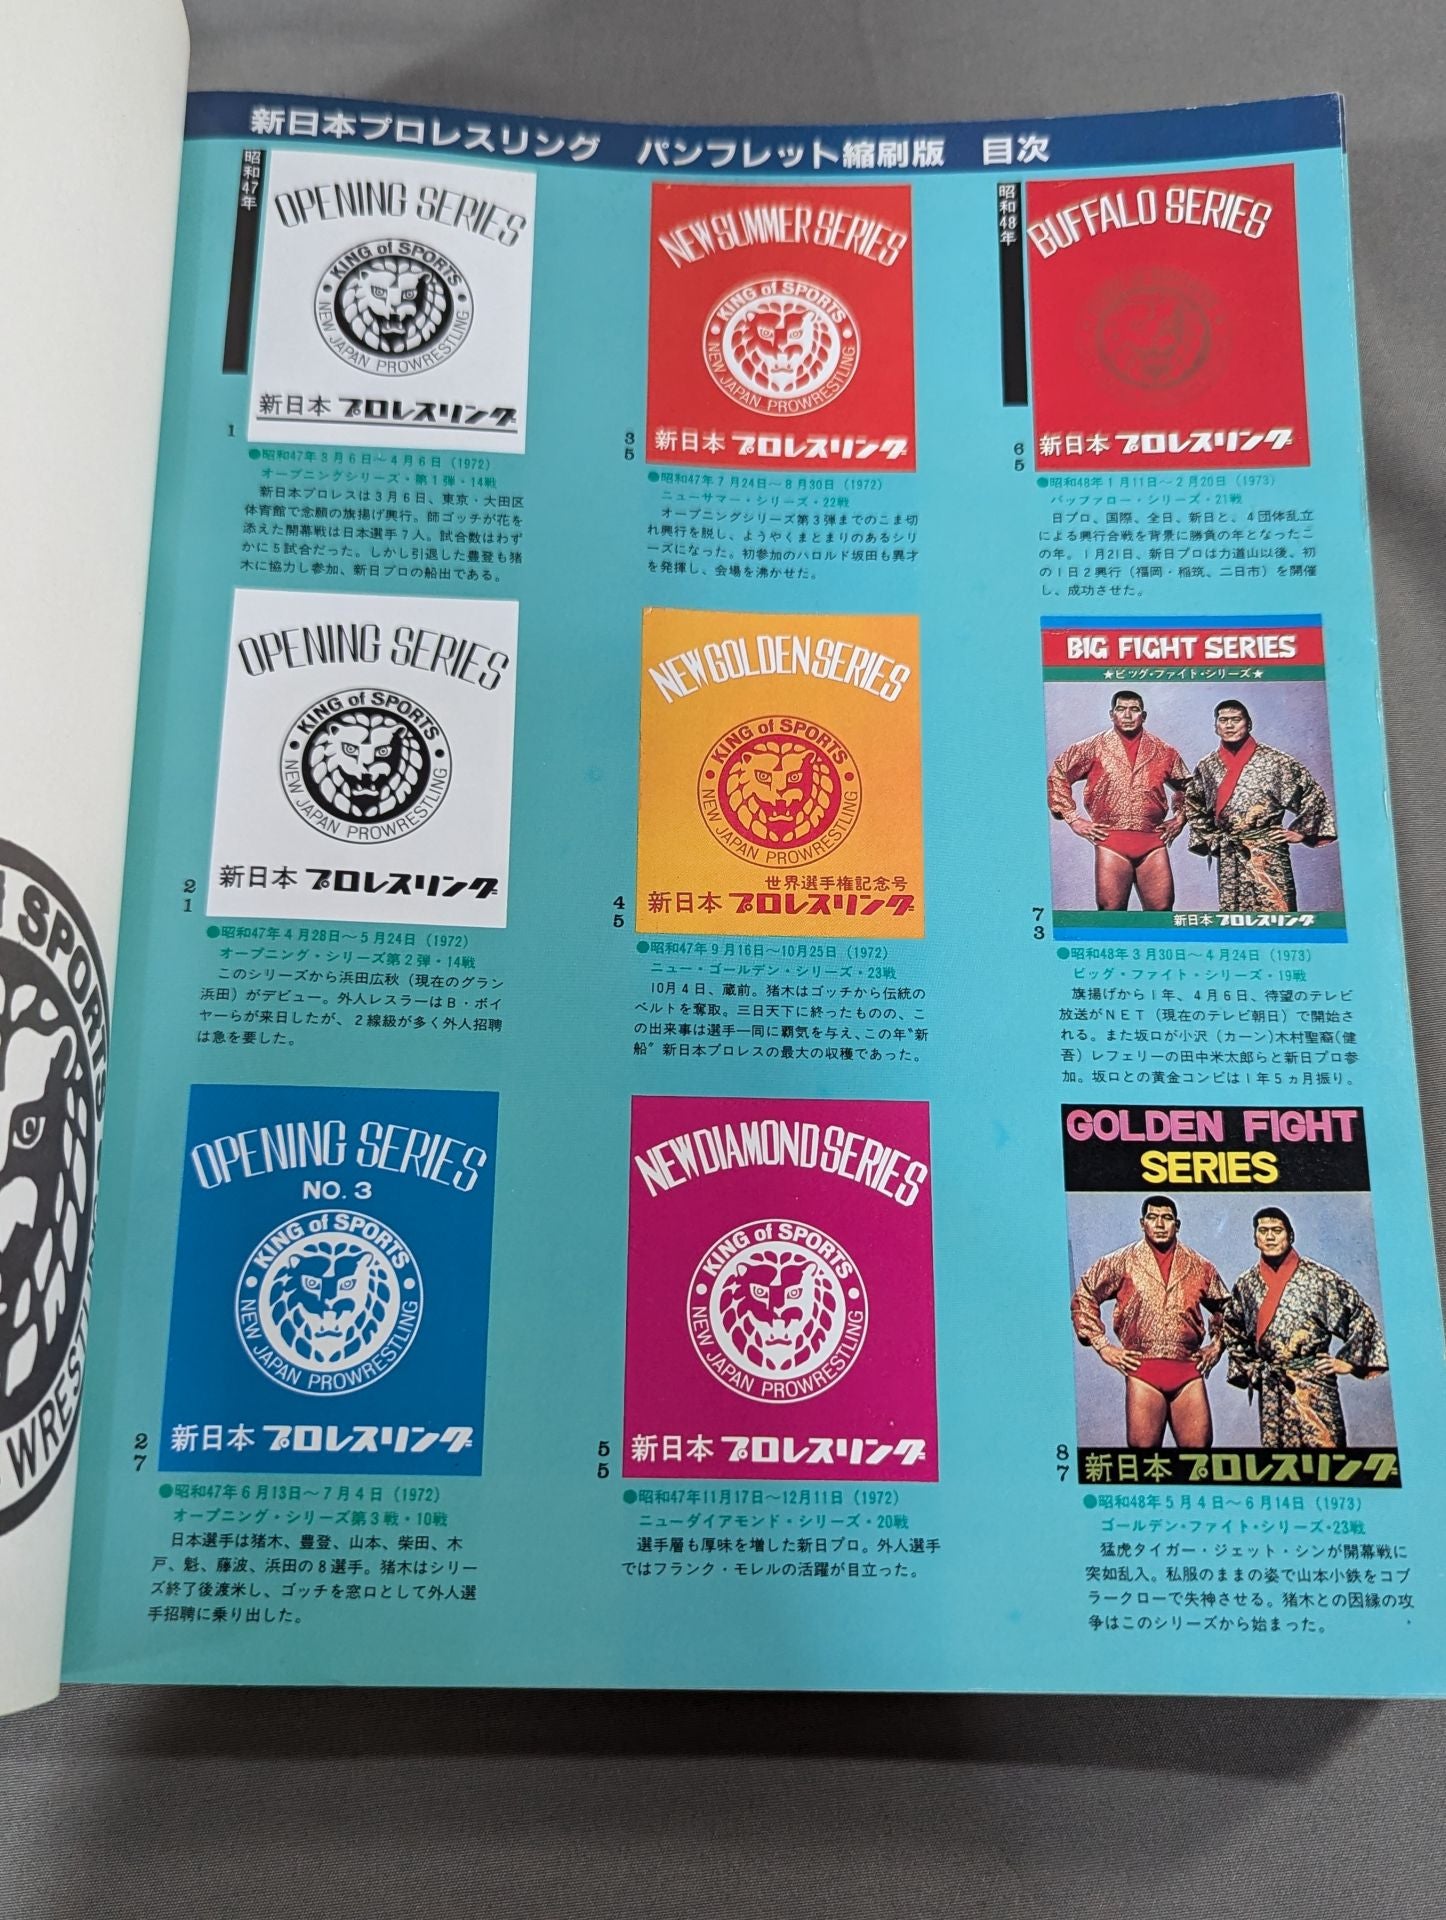 新日本プロレスリング パンフレット縮刷版 目次
昭和47年
OPENING SERIES
KING of SPORTS
NEW JAPAN PROWRESTLING
新日本 プロレスリング
1
●昭和47年3月6日〜4月6日（1972）
オープニングシリーズ・第1弾・14戦
新日本プロレスは3月6日、東京・大田区
体育館で念願の旗揚げ興行。師ゴッチが花を
添えた開幕戦は日本選手7人。試合数はわず
かに5試合だった。しかし引退した豊登も猪
木に協力し参加、新日プロの船出である。
OPENING SERIES
KING of SPORTS
NEW JAPAN PROWRESTLING
新日本 プロレスリング
21
●昭和47年4月28日〜5月24日（1972）
オープニング・シリーズ第2弾・14戦
このシリーズから浜田広秋（現在のグラン
浜田）がデビュー。外人レスラーはB・ボイ
ヤーらが来日したが、2線級が多く外人招聘
は急を要した。
OPENING SERIES
NO.3
KING of SPORTS
NEW JAPAN PROWRESTLING
新日本 プロレスリング
27
●昭和47年6月13日〜7月4日（1972）
オープニング・シリーズ第3戦・10戦
日本選手は猪木、豊登、山本、柴田、木
戸、魁、藤波、浜田の8選手。猪木はシリー
ズ終了後渡米し、ゴッチを窓口として外人選
手招聘に乗り出した。
NEW SUMMER SERIES
KING of SPORTS
NEW JAPAN PROWRESTLING
新日本 プロレスリング
35
●昭和47年7月24日〜8月30日（1972）
ニューサマー・シリーズ・22戦
オープニングシリーズ第3弾までのこま切
れ興行を脱し、ようやくまとまりのあるシリ
ーズになった。初参加のハロルド坂田も異才
を発揮し、会場を沸かせた。
NEW GOLDEN SERIES
KING of SPORTS
NEW JAPAN PROWRESTLING
世界選手権記念号
新日本 プロレスリング
45
●昭和47年9月16日〜10月25日（1972）
ニュー・ゴールデン・シリーズ・23戦
10月4日、蔵前。猪木はゴッチから伝統の
ベルトを奪取。三日天下に終ったものの、こ
の出来事は選手一同に覇気を与え、この年〝新
船〟新日本プロレスの最大の収穫であった。
NEW DIAMOND SERIES
KING of SPORTS
NEW JAPAN PROWRESTLING
新日本 プロレスリング
55
●昭和47年11月17日〜12月11日（1972）
ニューダイアモンド・シリーズ・20戦
選手層も厚味を増した新日プロ。外人選手
ではフランク・モレルの活躍が目立った。
昭和48年
BUFFALO SERIES
新日本 プロレスリング
65
●昭和48年1月11日〜2月20日（1973）
バッファロー・シリーズ・21戦
日プロ、国際、全日、新日と、4団体乱立
による興行合戦を背景に勝負の年となったこ
の年。1月21日、新日プロは力道山以後、初
の1日2興行（福岡・稲筑、二日市）を開催
し、成功させた。
BIG FIGHT SERIES
★ビッグ・ファイト・シリーズ★
新日本 プロレスリング
73
●昭和48年3月30日〜4月24日（1973）
ビッグ・ファイト・シリーズ・19戦
旗揚げから1年、4月6日、待望のテレビ
放送がNET（現在のテレビ朝日）で開始さ
れる。また坂口が小沢（カーン）木村聖裔（健
吾）レフェリーの田中米太郎らと新日プロ参
加。坂口との黄金コンビは1年5ヵ月振り。
GOLDEN FIGHT
SERIES
新日本 プロレスリング
87
●昭和48年5月4日〜6月14日（1973）
ゴールデン・ファイト・シリーズ・23戦
猛虎タイガー・ジェット・シンが開幕戦に
突如乱入。私服のままの姿で山本小鉄をコブ
ラークローで失神させる。猪木との因縁の攻
争はこのシリーズから始まった。